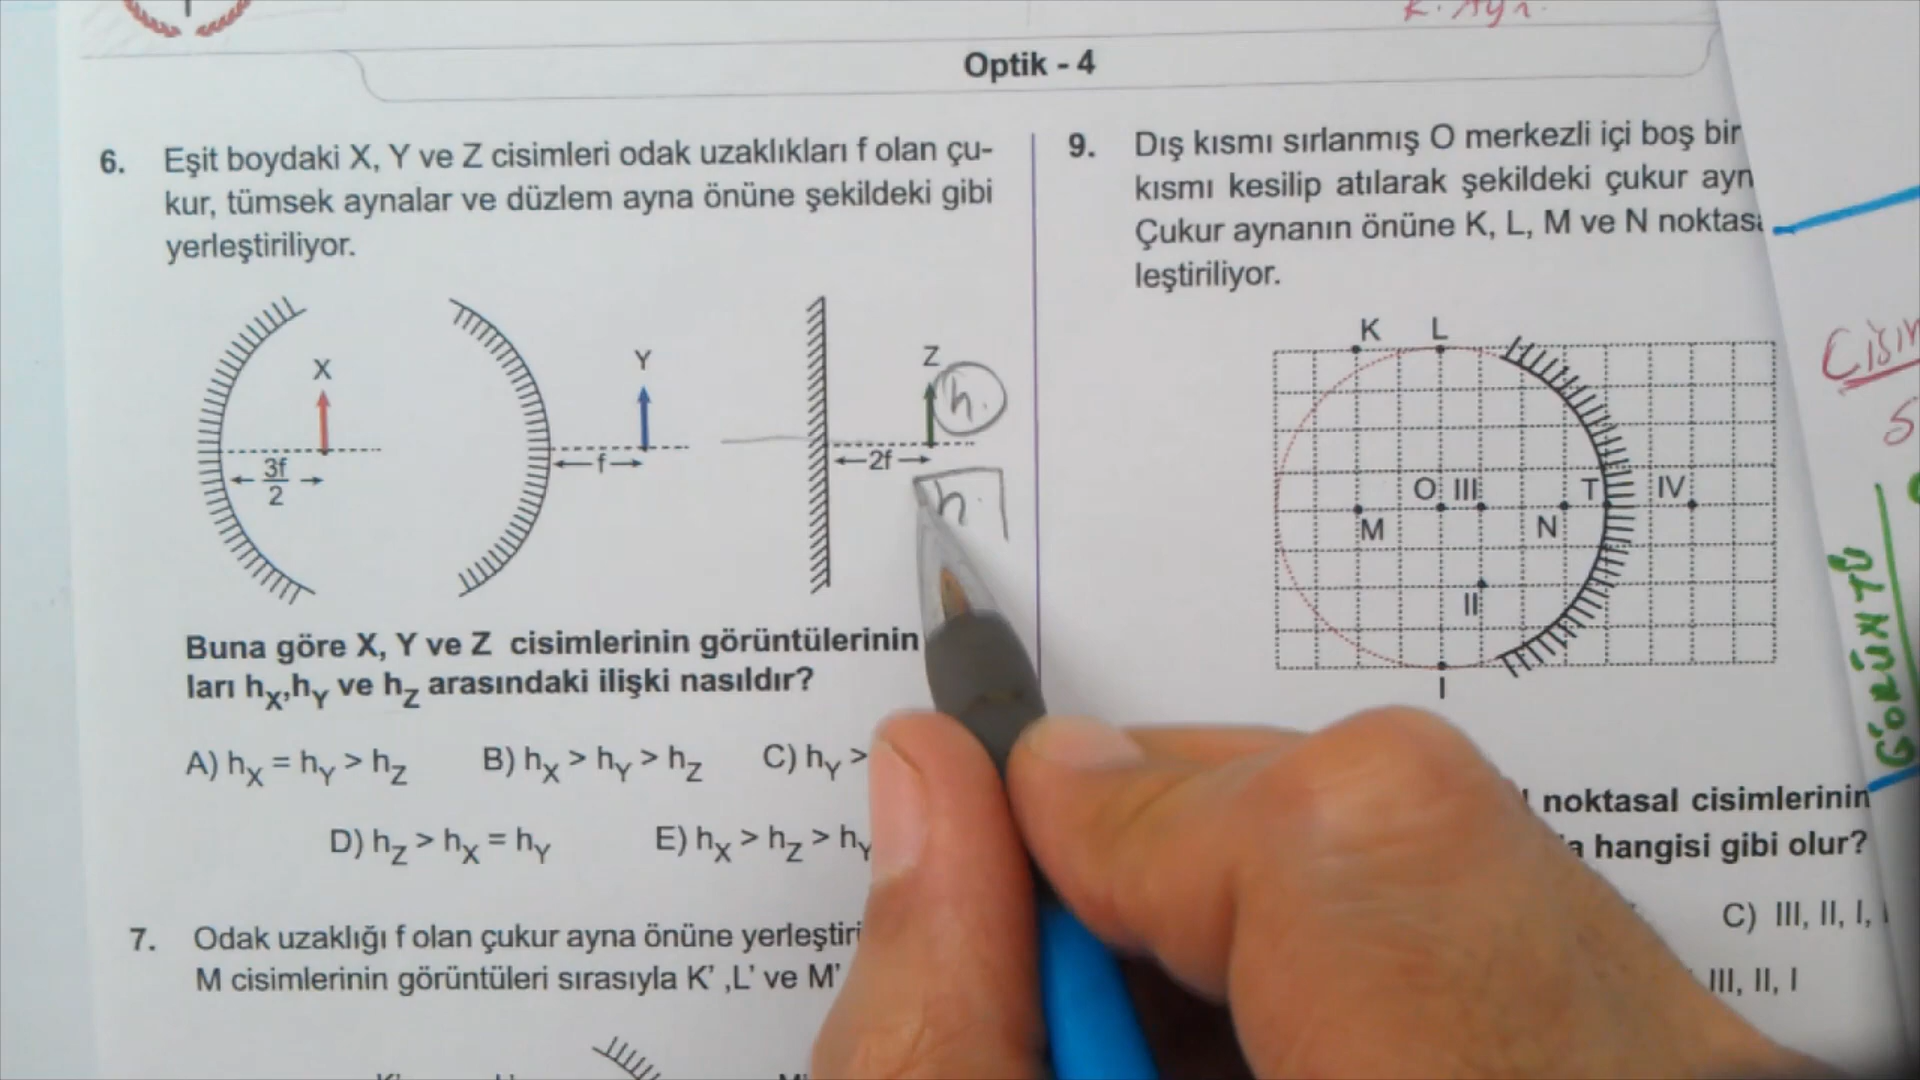 K. Ayn.
Optik - 4
6. Eşit boydaki X, Y ve Z cisimleri odak uzaklıkları f olan çu-
kur, tümsek aynalar ve düzlem ayna önüne şekildeki gibi
yerleştiriliyor.
X
3f
2
Y
f
Z
h.
2f
h.
Buna göre X, Y ve Z cisimlerinin görüntülerinin
ları hX,hY ve hZ arasındaki ilişki nasıldır?
A) hX = hY > hZ B) hX > hY > hZ C) hY >
D) hZ > hX = hY E) hX > hZ > hY
7. Odak uzaklığı f olan çukur ayna önüne yerleştiri
M cisimlerinin görüntüleri sırasıyla K' ,L' ve M'
9. Dış kısmı sırlanmış O merkezli içi boş bir
kısmı kesilip atılarak şekildeki çukur ayn
Çukur aynanın önüne K, L, M ve N noktas
leştiriliyor.
K L
O III T IV
M N
II
I
noktasal cisimlerinin
hangisi gibi olur?
C) III, II, I,
III, II, I
GÖRÜNTÜ